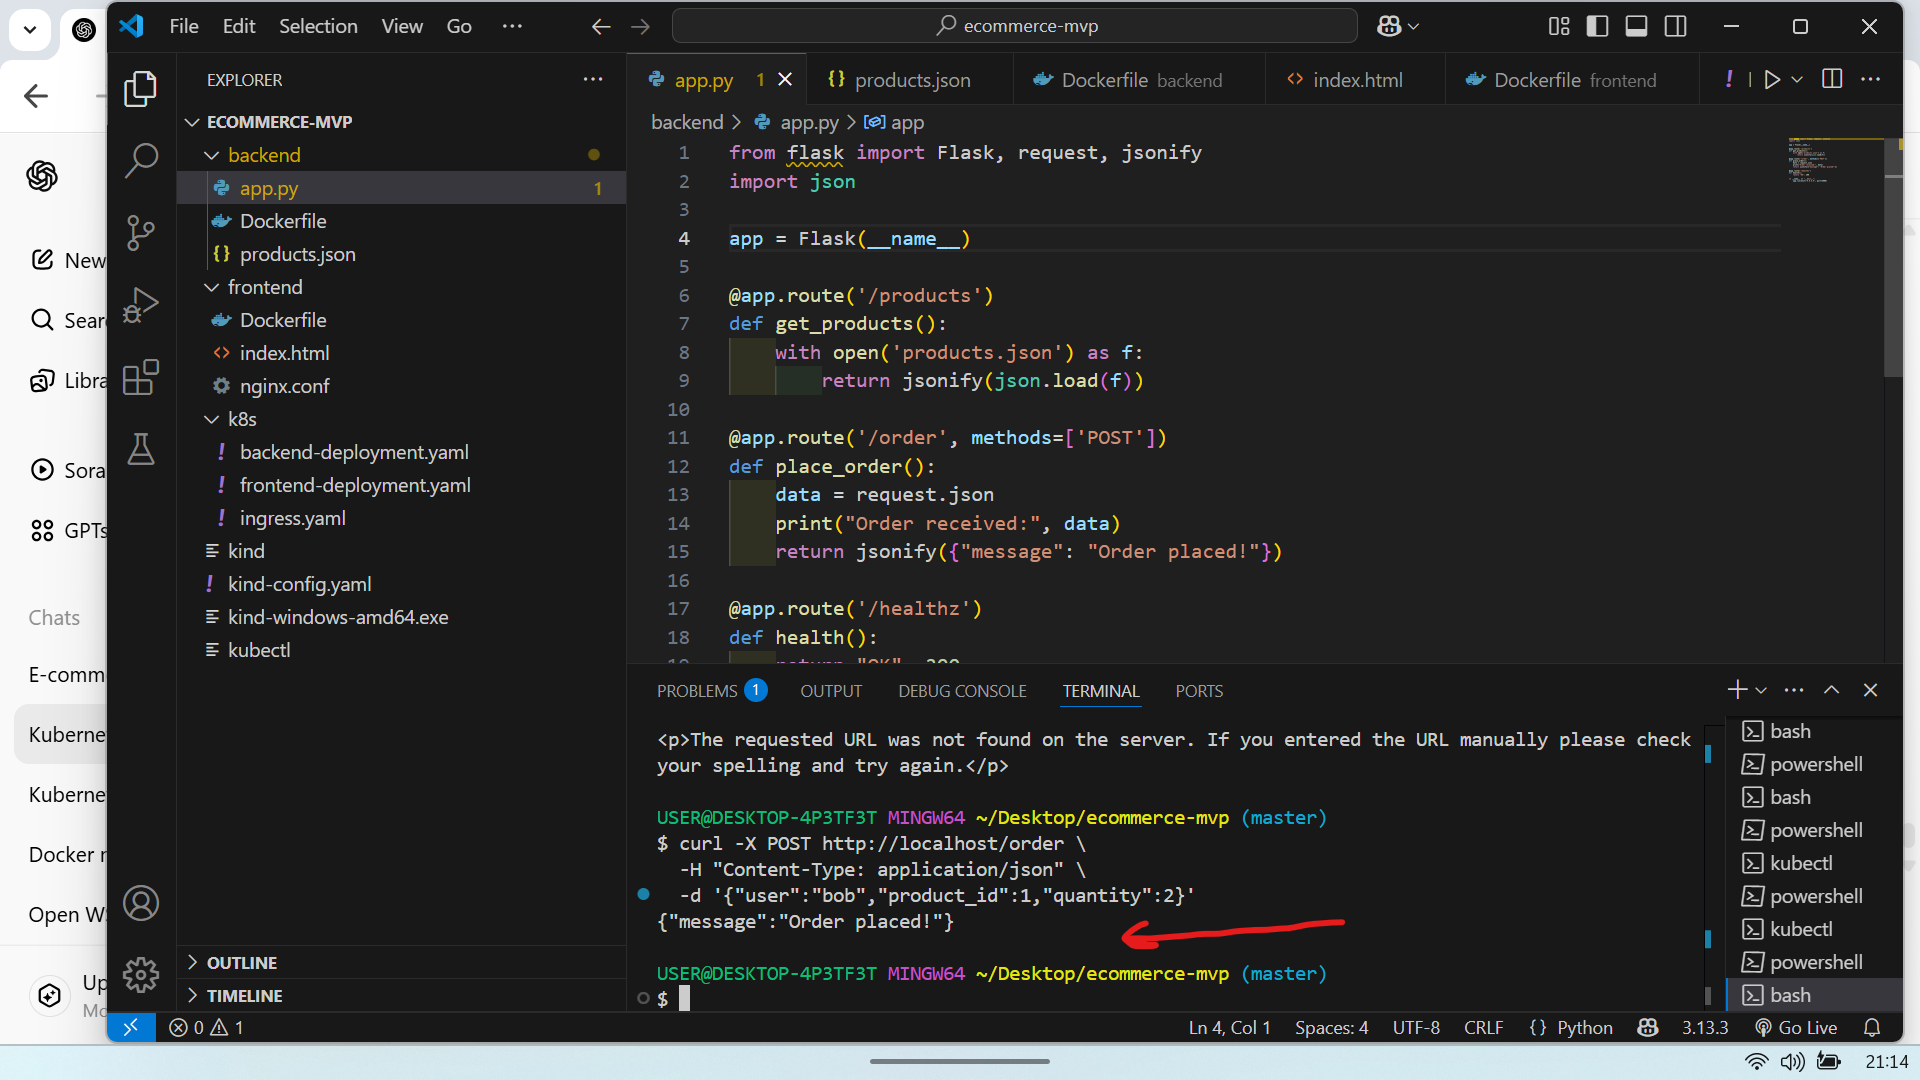 File Edit Selection View Go ···
ecommerce-mvp
EXPLORER
ECOMMERCE-MVP
backend
app.py 1
Dockerfile
products.json
frontend
Dockerfile
index.html
nginx.conf
k8s
backend-deployment.yaml
frontend-deployment.yaml
ingress.yaml
kind
kind-config.yaml
kind-windows-amd64.exe
kubectl
OUTLINE
TIMELINE
New
Sear
Libra
Sora
GPTs
Chats
E-comm
Kuberne
Kuberne
Docker r
Open W
Up
Mo
app.py 1 products.json Dockerfile backend index.html Dockerfile frontend
backend > app.py > app
1 from flask import Flask, request, jsonify
2 import json
3
4 app = Flask(__name__)
5
6 @app.route('/products')
7 def get_products():
8 with open('products.json') as f:
9 return jsonify(json.load(f))
10
11 @app.route('/order', methods=['POST'])
12 def place_order():
13 data = request.json
14 print("Order received:", data)
15 return jsonify({"message": "Order placed!"})
16
17 @app.route('/healthz')
18 def health():
19 return "OK", 200
PROBLEMS 1 OUTPUT DEBUG CONSOLE TERMINAL PORTS
<p>The requested URL was not found on the server. If you entered the URL manually please check
your spelling and try again.</p>
USER@DESKTOP-4P3TF3T MINGW64 ~/Desktop/ecommerce-mvp (master)
$ curl -X POST http://localhost/order \
-H "Content-Type: application/json" \
-d '{"user":"bob","product_id":1,"quantity":2}'
{"message":"Order placed!"}
USER@DESKTOP-4P3TF3T MINGW64 ~/Desktop/ecommerce-mvp (master)
$
bash
powershell
bash
powershell
kubectl
powershell
kubectl
powershell
bash
0 1
Ln 4, Col 1 Spaces: 4 UTF-8 CRLF {} Python 3.13.3 Go Live
21:14